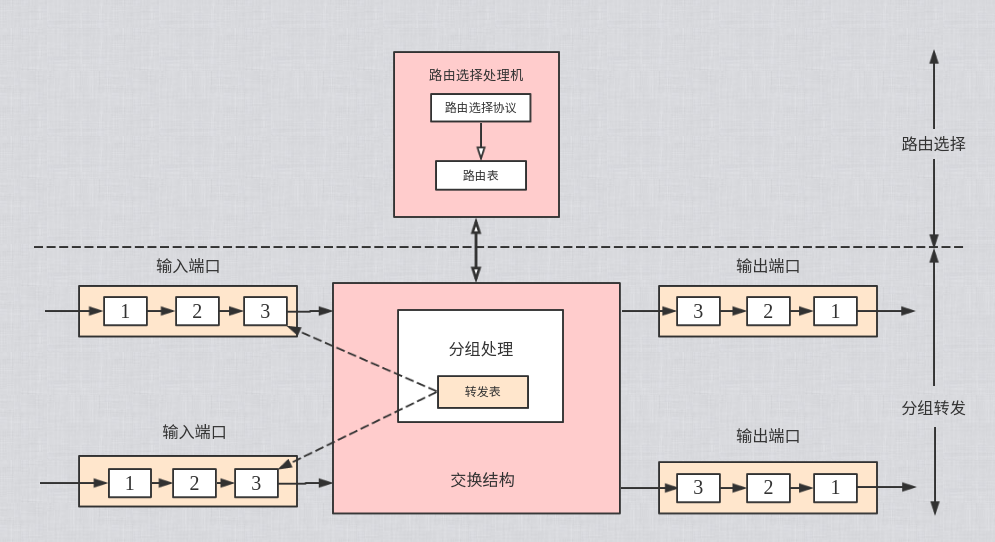 路由选择处理机
路由选择协议
路由表
路由选择
输入端口
输出端口
1 2 3
3 2 1
分组处理
转发表
分组转发
输入端口
输出端口
交换结构
1 2 3
3 2 1